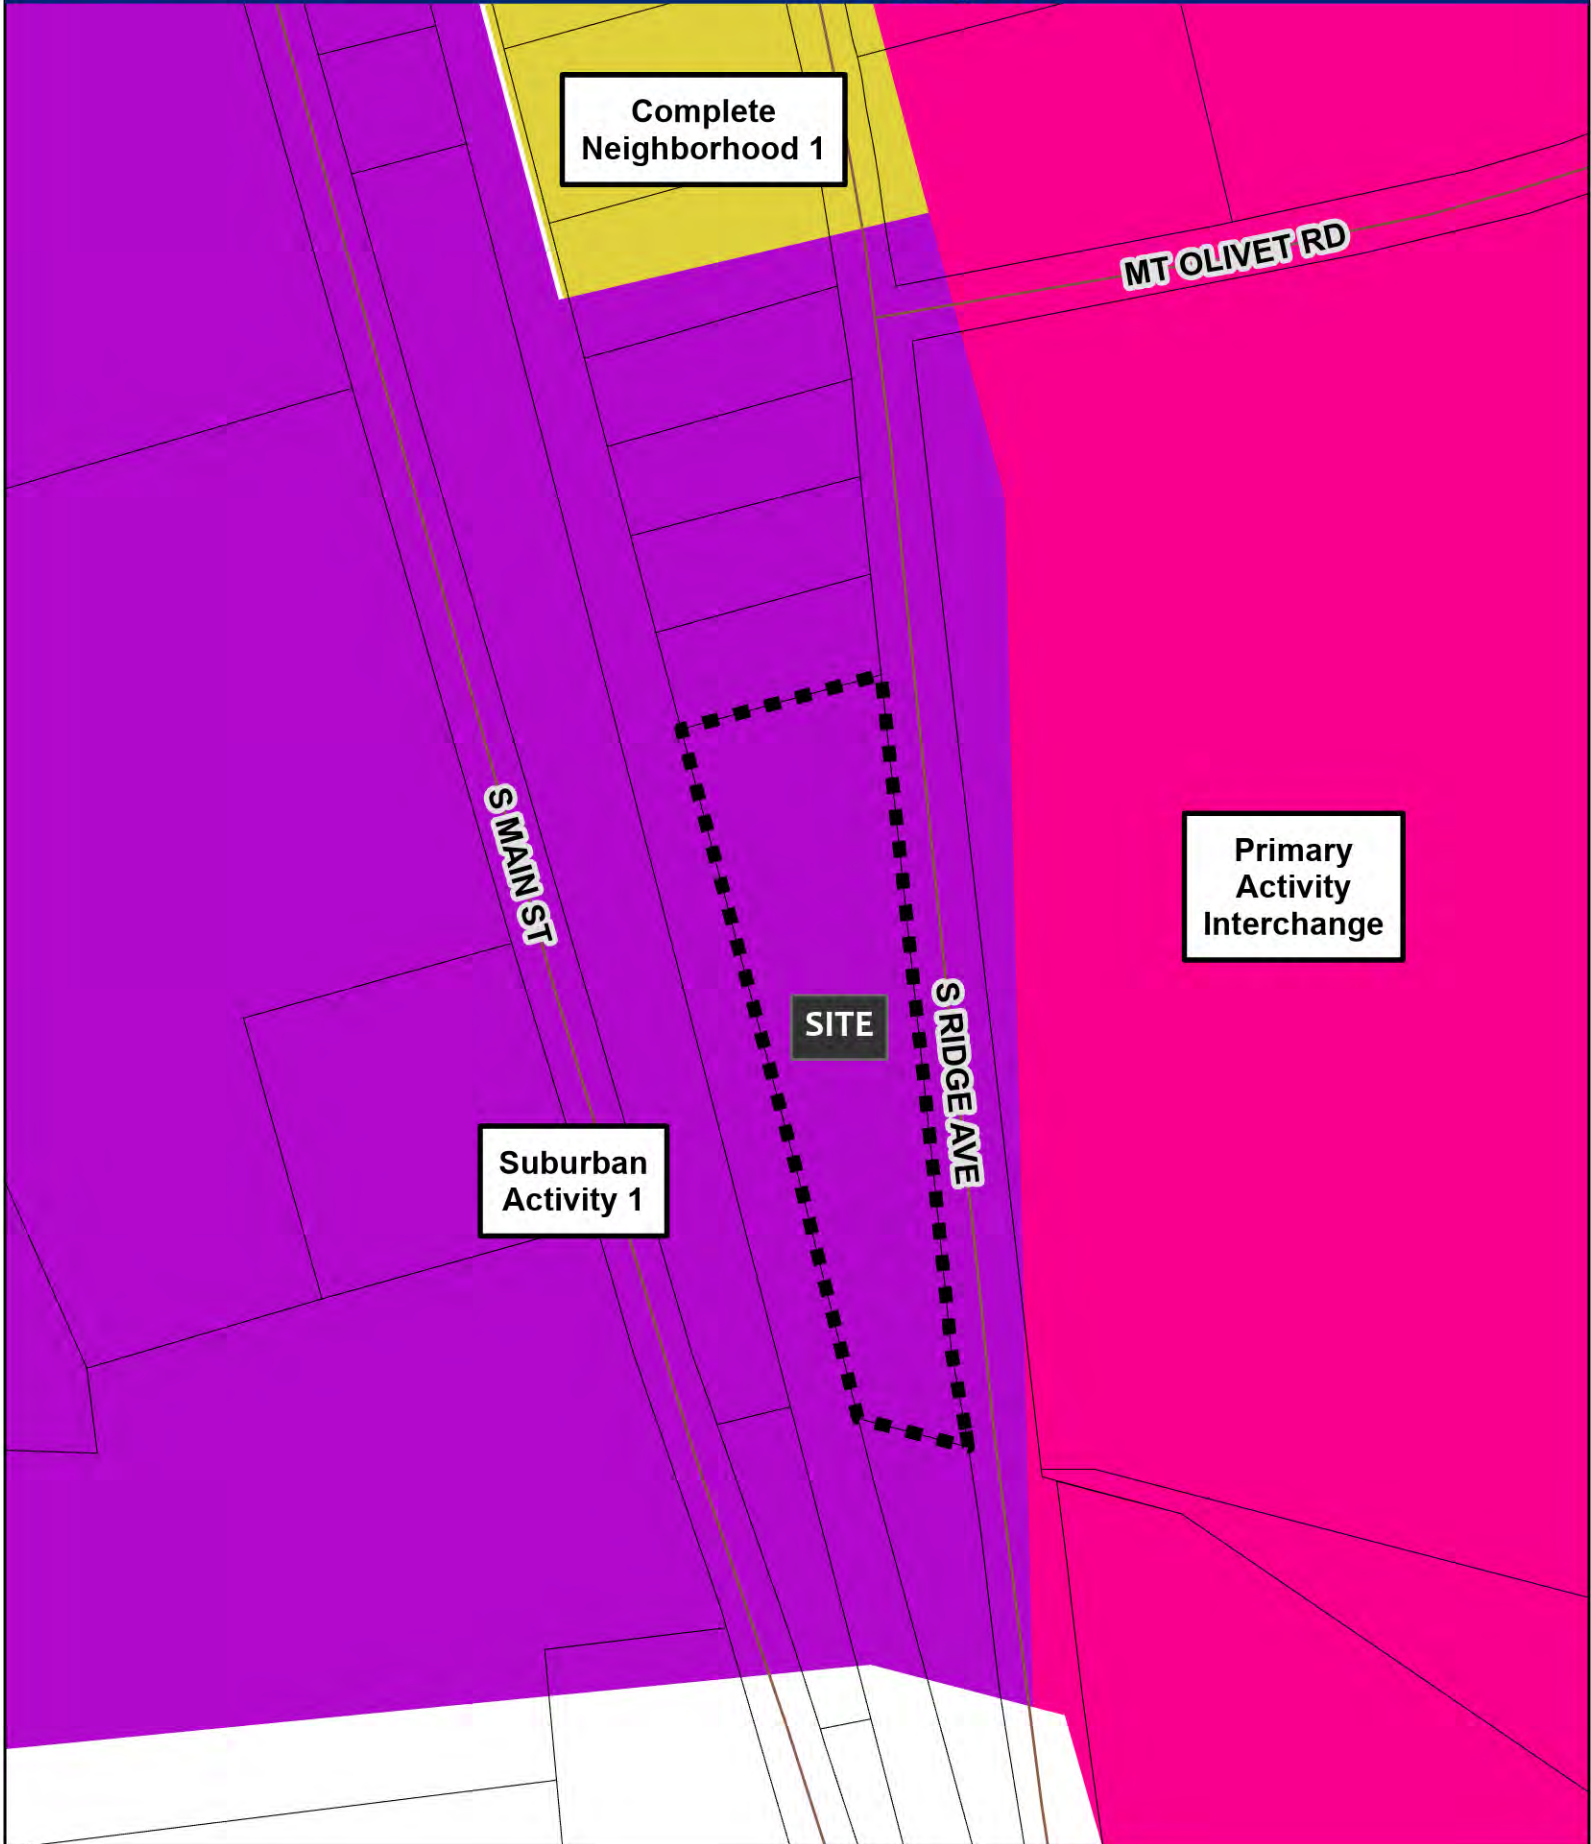 Complete
Neighborhood 1
MT OLIVET RD
S MAIN ST
Primary
Activity
Interchange
SITE
S RIDGE AVE
Suburban
Activity 1